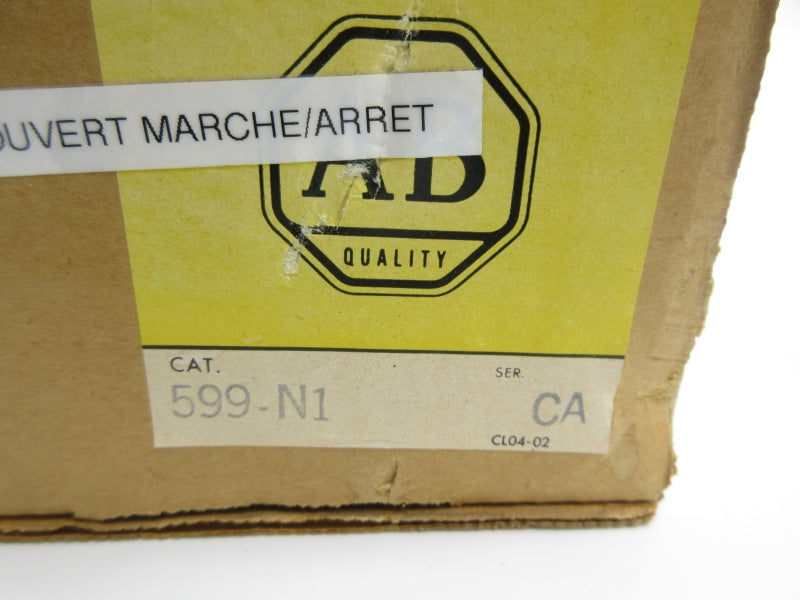 OUVERT MARCHE/ARRET
AB
QUALITY
CAT.
SER.
599-N1
CA
CL04-02